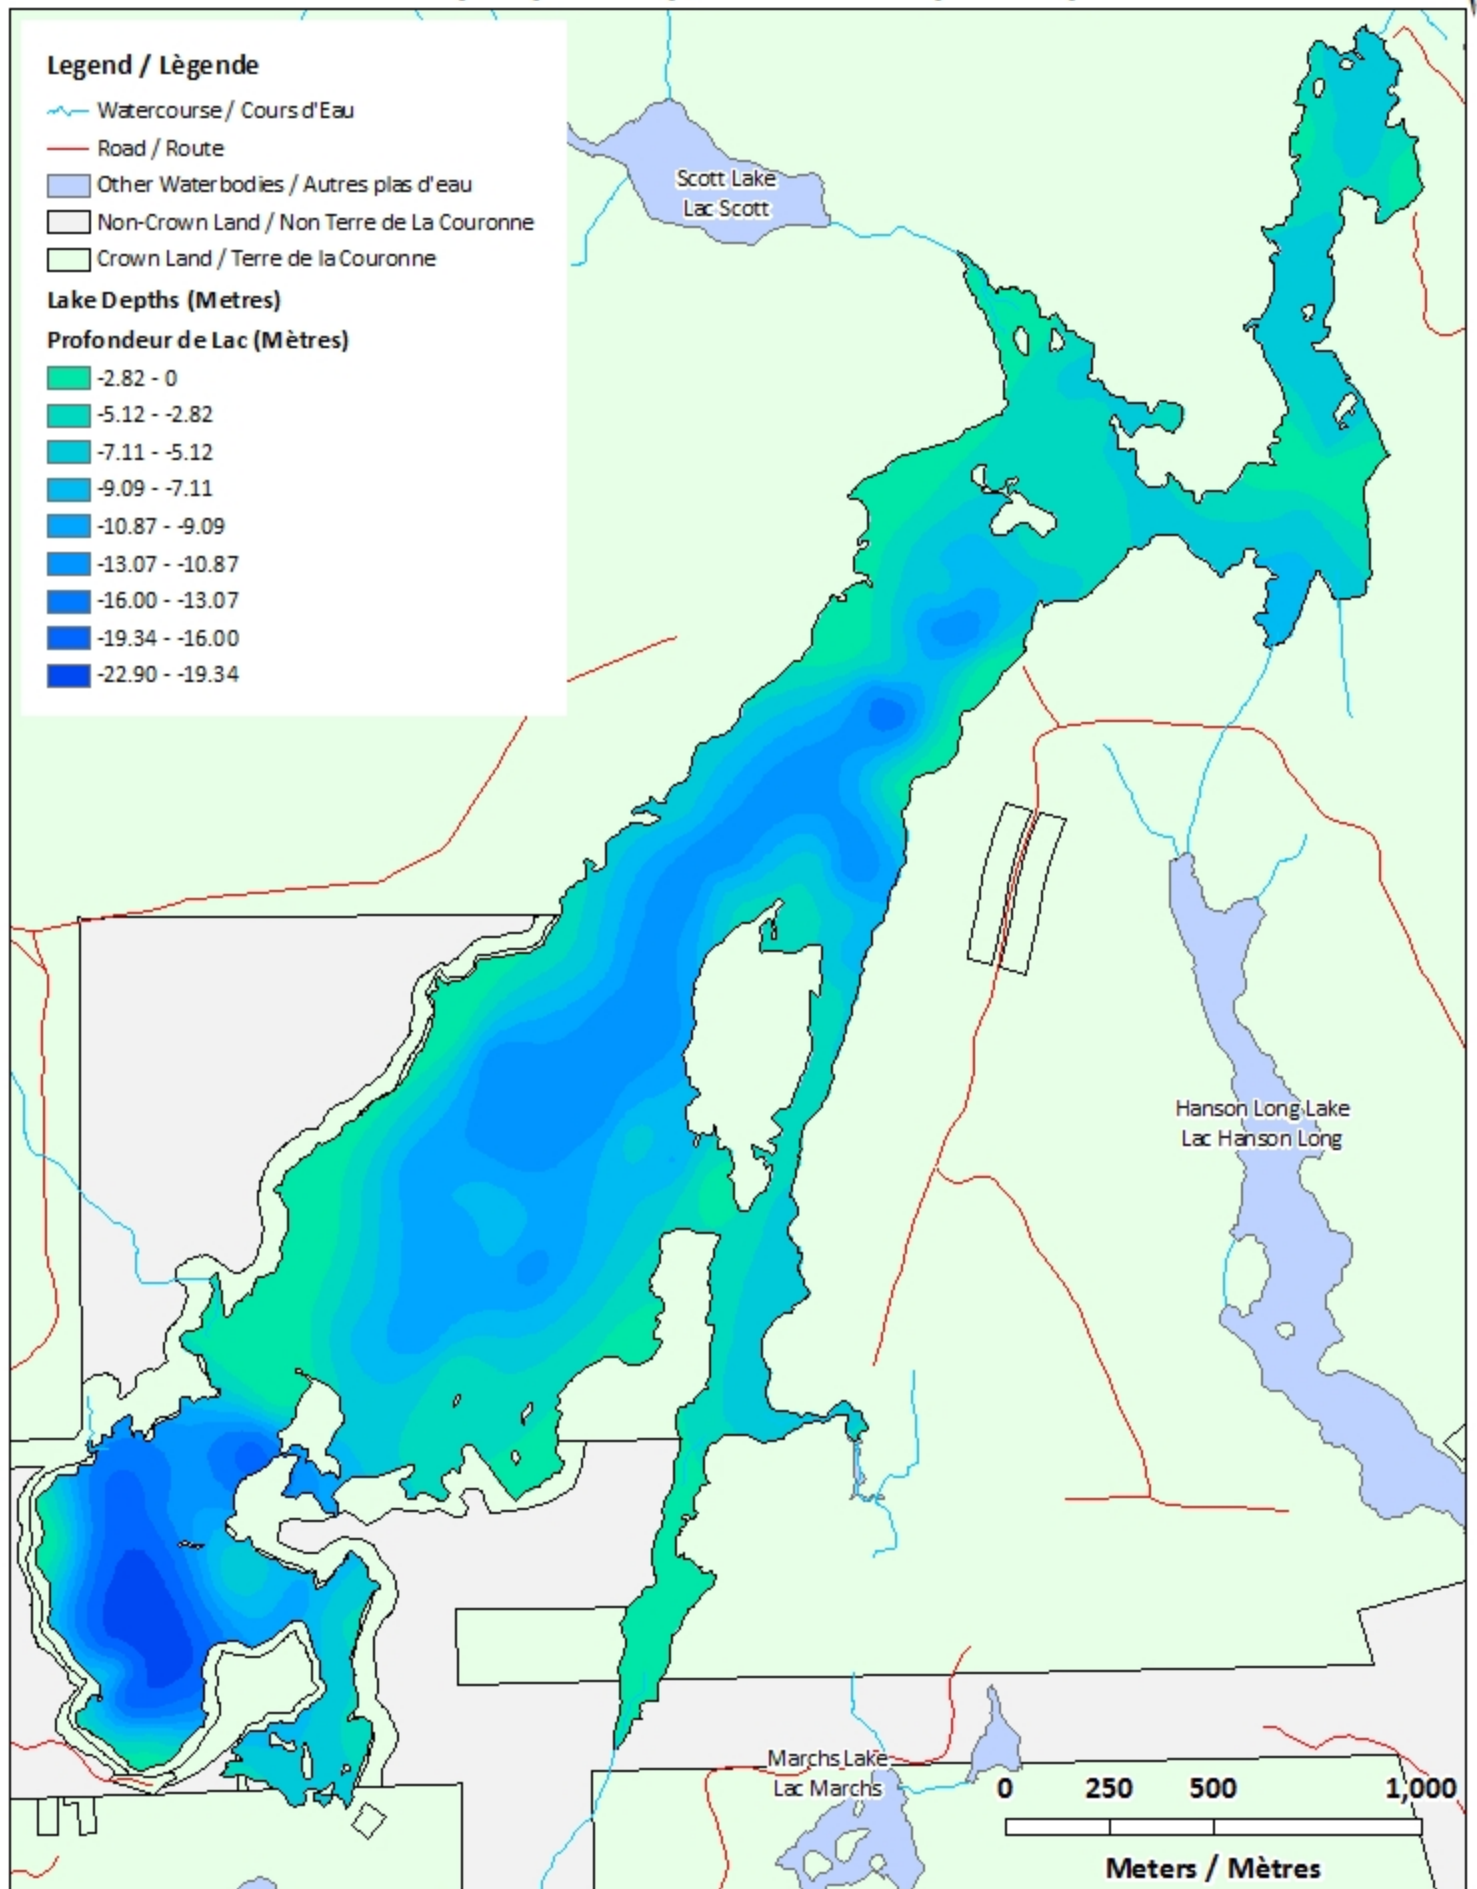 Legend / Lègende
Watercourse / Cours d'Eau
Road / Route
Other Waterbodies / Autres plas d'eau
Non-Crown Land / Non Terre de La Couronne
Crown Land / Terre de la Couronne
Lake Depths (Metres)
Profondeur de Lac (Mètres)
-2.82 - 0
-5.12 - -2.82
-7.11 - -5.12
-9.09 - -7.11
-10.87 - -9.09
-13.07 - -10.87
-16.00 - -13.07
-19.34 - -16.00
-22.90 - -19.34
Scott Lake
Lac Scott
Hanson Long Lake
Lac Hanson Long
Marchs Lake
Lac Marchs
0 250 500 1,000
Meters / Mètres